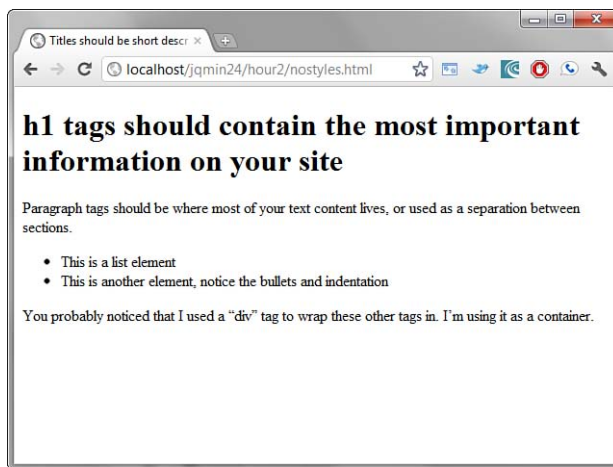 Titles should be short descr
localhost/jqmin24/hour2/nostyles.html
h1 tags should contain the most important
information on your site
Paragraph tags should be where most of your text content lives, or used as a separation between
sections.
• This is a list element
• This is another element, notice the bullets and indentation
You probably noticed that I used a “div” tag to wrap these other tags in. I’m using it as a container.